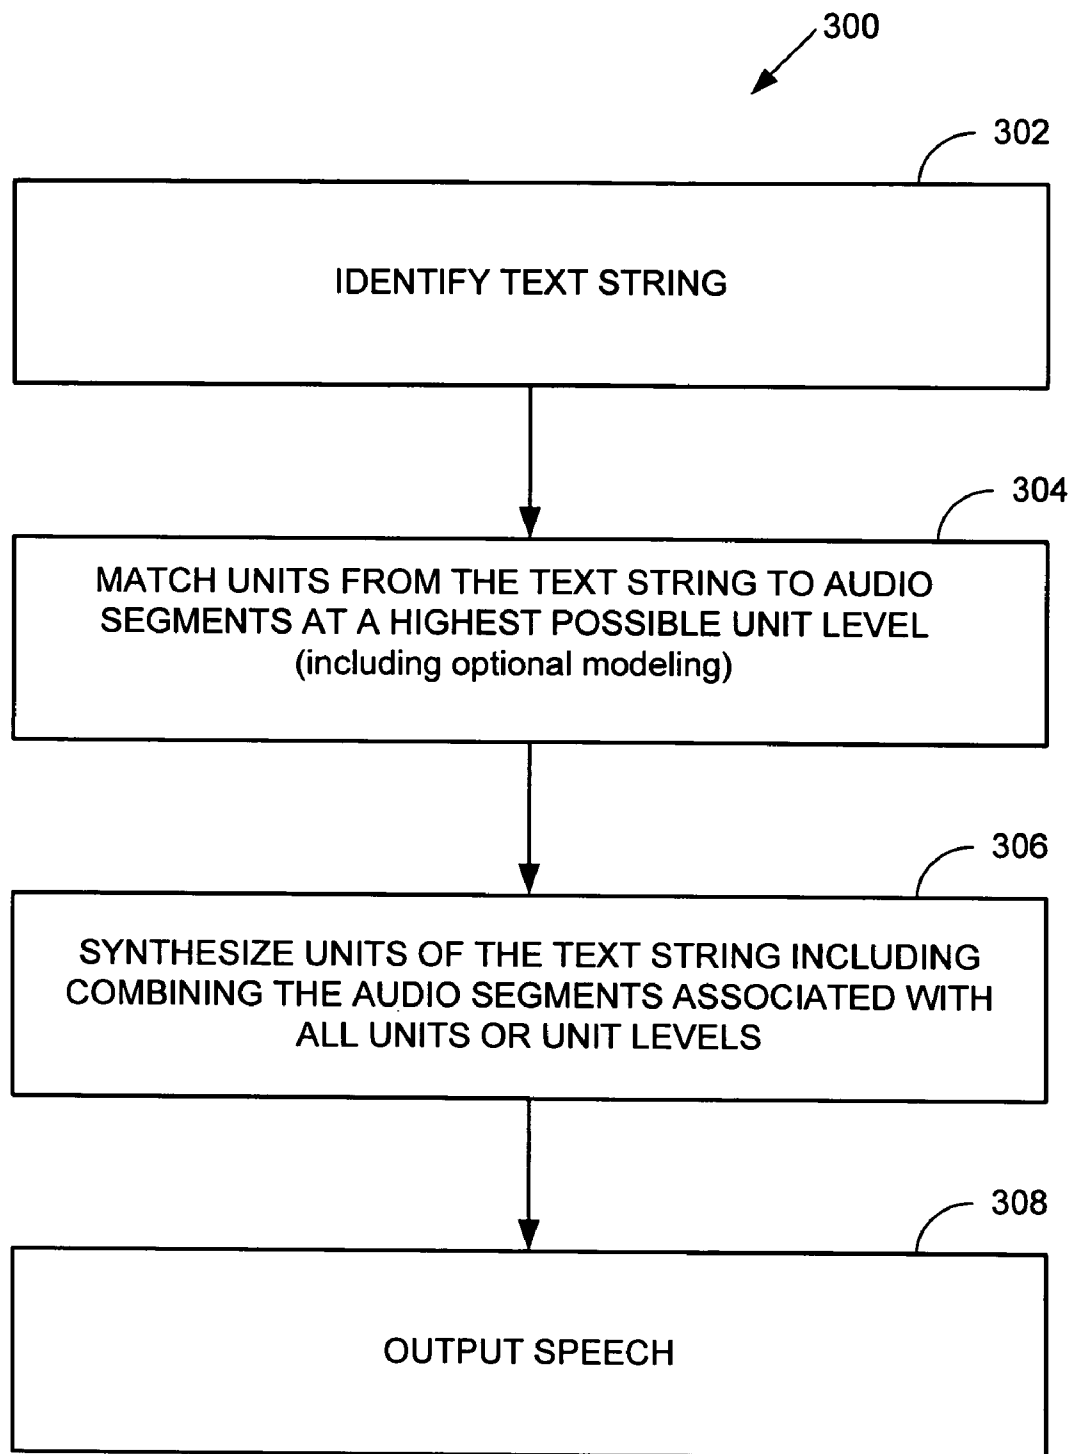 300
302
IDENTIFY TEXT STRING
304
MATCH UNITS FROM THE TEXT STRING TO AUDIO
SEGMENTS AT A HIGHEST POSSIBLE UNIT LEVEL
(including optional modeling)
306
SYNTHESIZE UNITS OF THE TEXT STRING INCLUDING
COMBINING THE AUDIO SEGMENTS ASSOCIATED WITH
ALL UNITS OR UNIT LEVELS
308
OUTPUT SPEECH